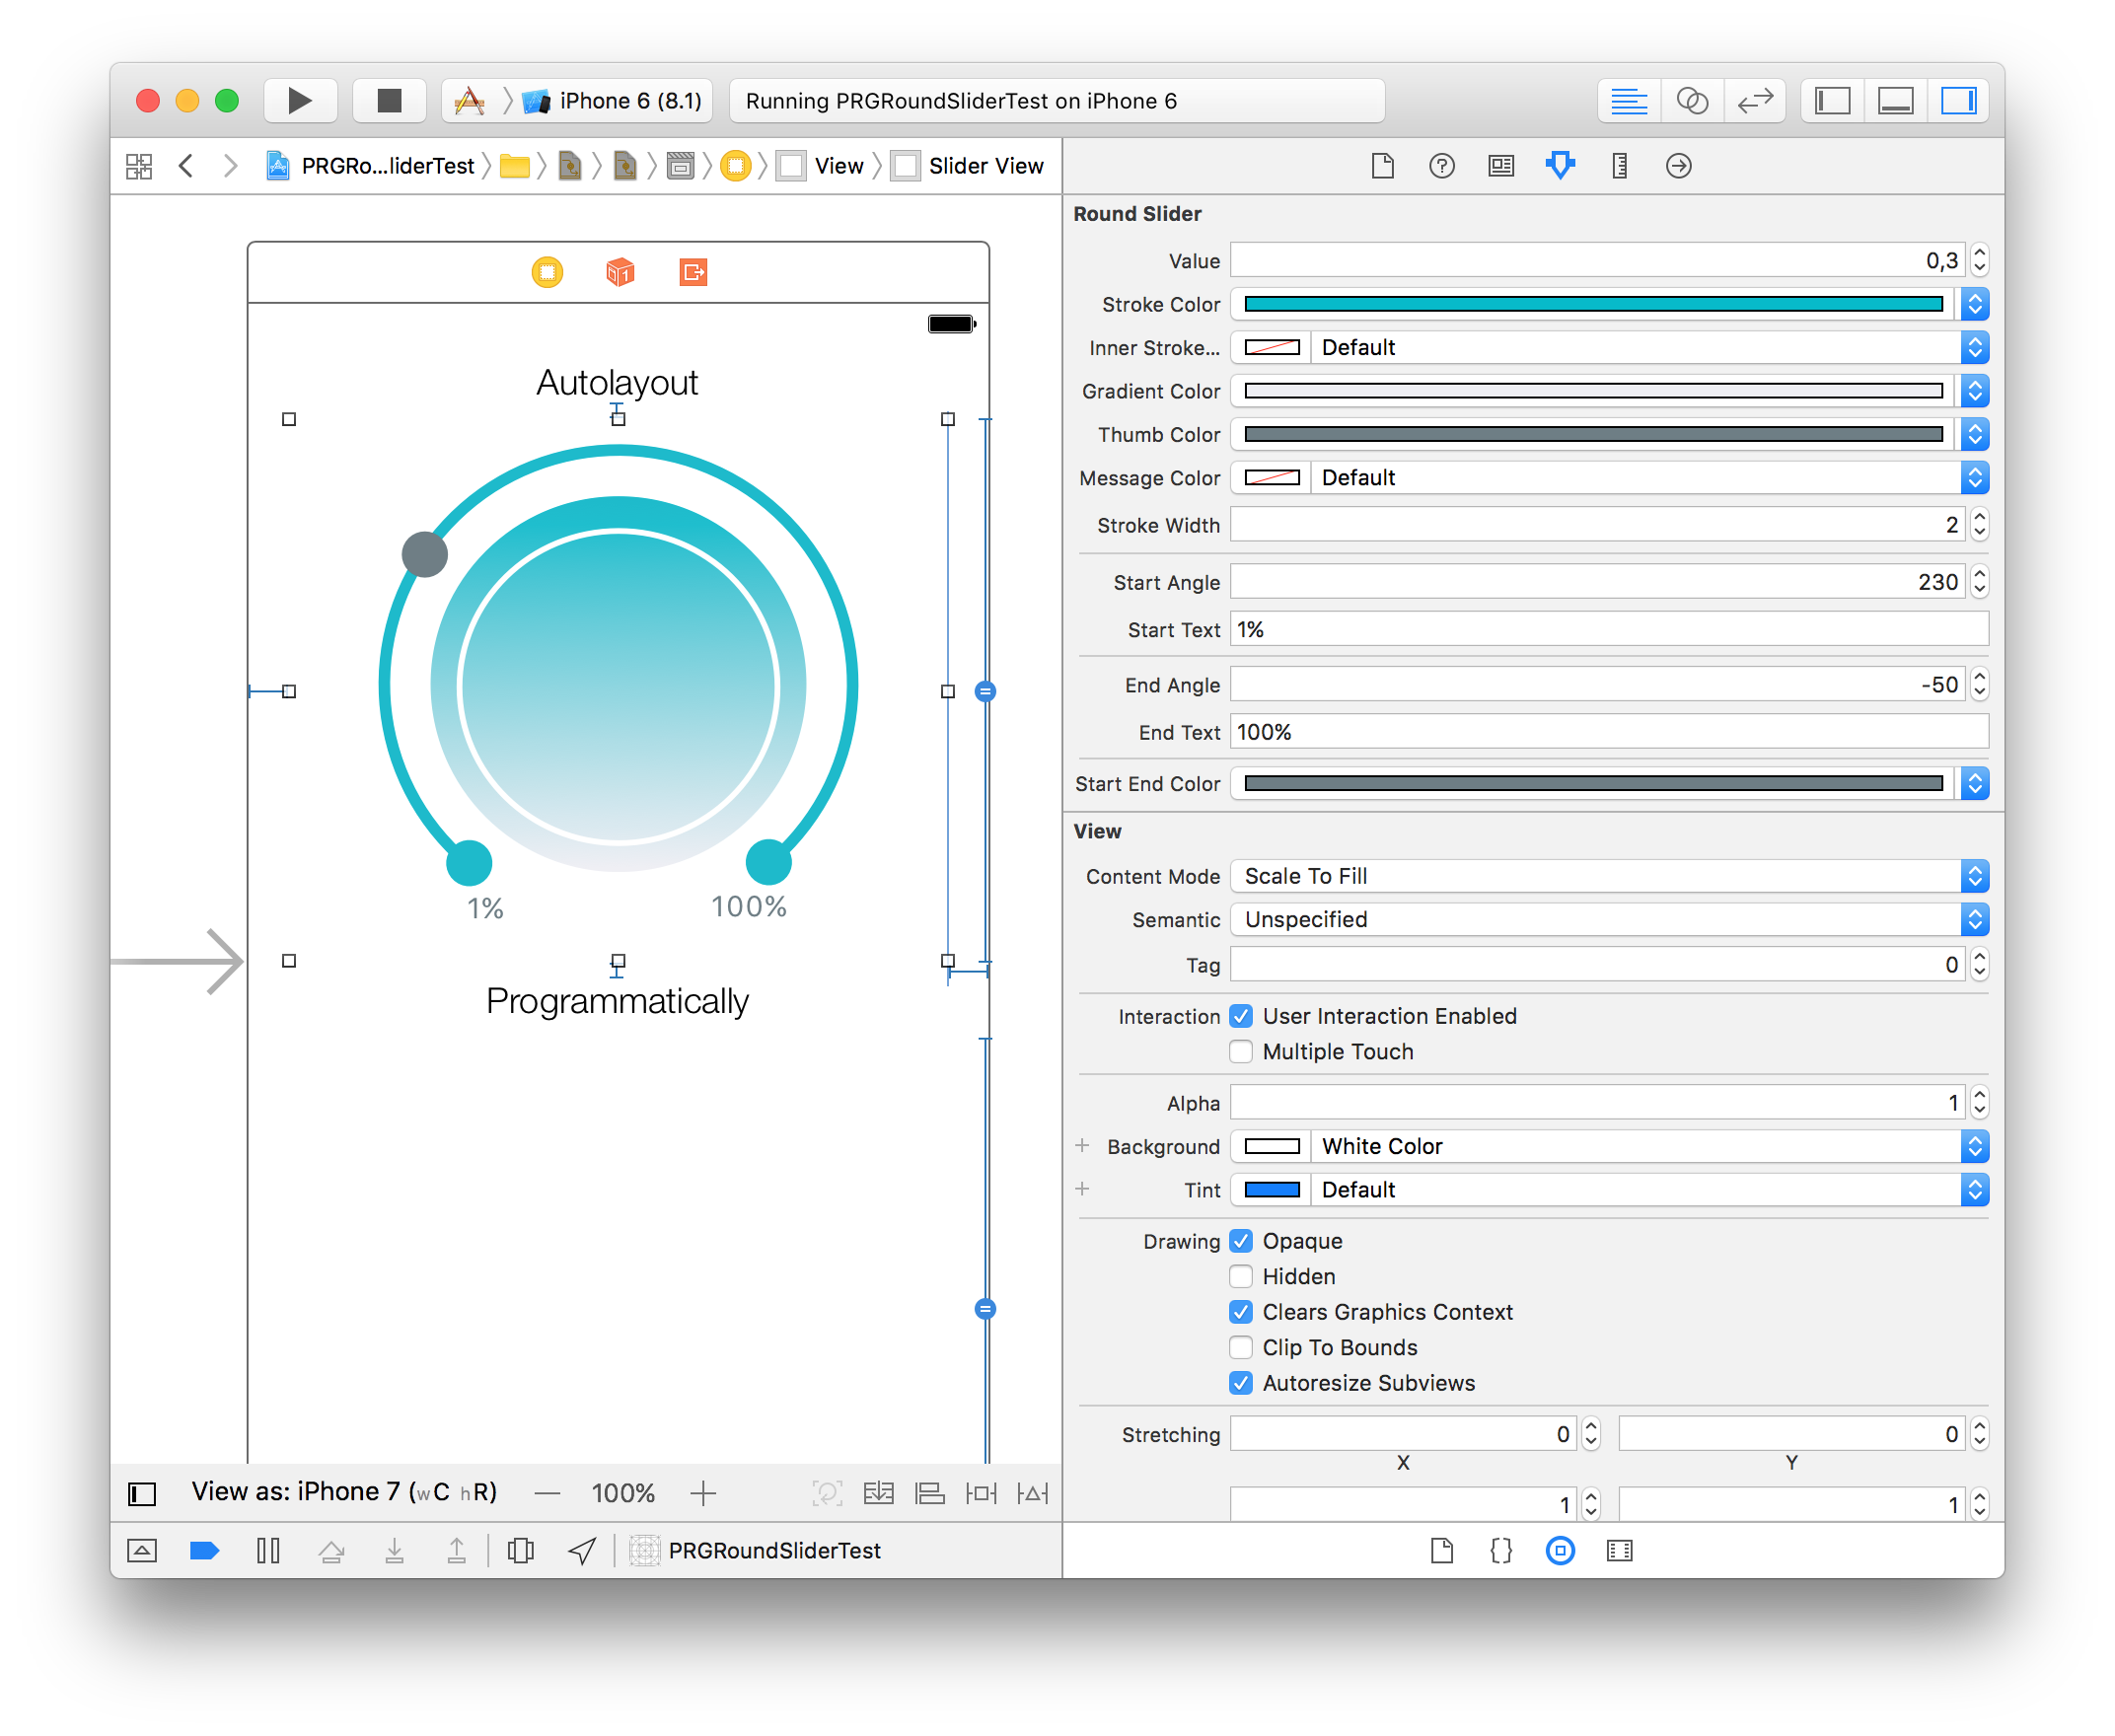 iPhone 6 (8.1)
Running PRGRoundSliderTest on iPhone 6
PRGRo...liderTest
View
Slider View
1
Autolayout
1%
100%
Programmatically
View as: iPhone 7 (wC hR)
100%
PRGRoundSliderTest
Round Slider
Value 0,3
Stroke Color
Inner Stroke... Default
Gradient Color
Thumb Color
Message Color Default
Stroke Width 2
Start Angle 230
Start Text 1%
End Angle -50
End Text 100%
Start End Color
View
Content Mode Scale To Fill
Semantic Unspecified
Tag 0
Interaction User Interaction Enabled
Multiple Touch
Alpha 1
+ Background White Color
+ Tint Default
Drawing Opaque
Hidden
Clears Graphics Context
Clip To Bounds
Autoresize Subviews
Stretching 0 0
X Y
1 1